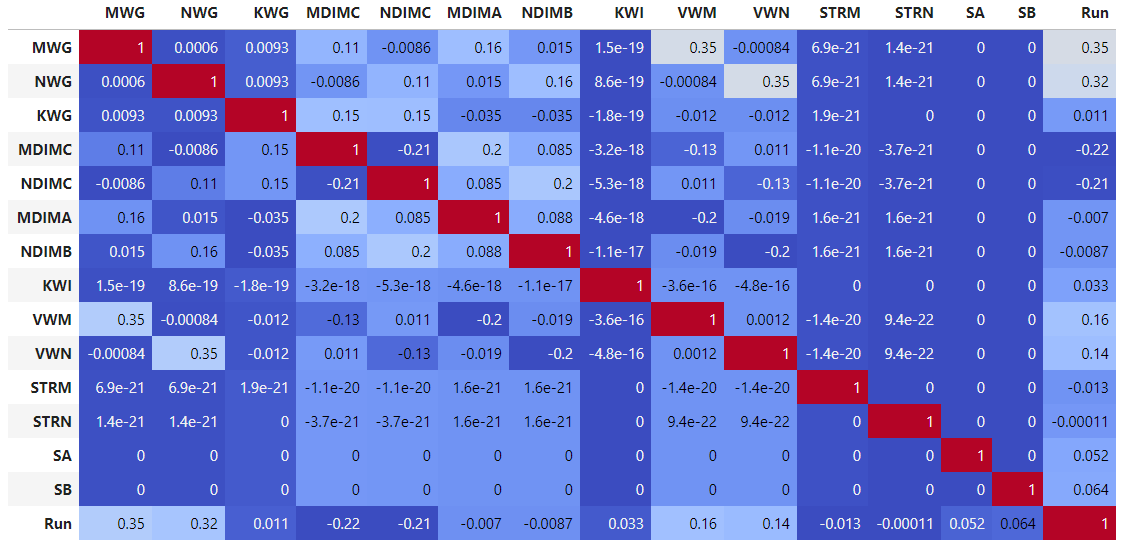 MWG NWG KWG MDIMC NDIMC MDIMA NDIMB KWI VWM VWN STRM STRN SA SB Run
MWG 1 0.0006 0.0093 0.11 -0.0086 0.16 0.015 1.5e-19 0.35 -0.00084 6.9e-21 1.4e-21 0 0 0.35
NWG 0.0006 1 0.0093 -0.0086 0.11 0.015 0.16 8.6e-19 -0.00084 0.35 6.9e-21 1.4e-21 0 0 0.32
KWG 0.0093 0.0093 1 0.15 0.15 -0.035 -0.035 -1.8e-19 -0.012 -0.012 1.9e-21 0 0 0 0.011
MDIMC 0.11 -0.0086 0.15 1 -0.21 0.2 0.085 -3.2e-18 -0.13 0.011 -1.1e-20 -3.7e-21 0 0 -0.22
NDIMC -0.0086 0.11 0.15 -0.21 1 0.085 0.2 -5.3e-18 0.011 -0.13 -1.1e-20 -3.7e-21 0 0 -0.21
MDIMA 0.16 0.015 -0.035 0.2 0.085 1 0.088 -4.6e-18 -0.2 -0.019 1.6e-21 1.6e-21 0 0 -0.007
NDIMB 0.015 0.16 -0.035 0.085 0.2 0.088 1 -1.1e-17 -0.019 -0.2 1.6e-21 1.6e-21 0 0 -0.0087
KWI 1.5e-19 8.6e-19 -1.8e-19 -3.2e-18 -5.3e-18 -4.6e-18 -1.1e-17 1 -3.6e-16 -4.8e-16 0 0 0 0 0.033
VWM 0.35 -0.00084 -0.012 -0.13 0.011 -0.2 -0.019 -3.6e-16 1 0.0012 -1.4e-20 9.4e-22 0 0 0.16
VWN -0.00084 0.35 -0.012 0.011 -0.13 -0.019 -0.2 -4.8e-16 0.0012 1 -1.4e-20 9.4e-22 0 0 0.14
STRM 6.9e-21 6.9e-21 1.9e-21 -1.1e-20 -1.1e-20 1.6e-21 1.6e-21 0 -1.4e-20 -1.4e-20 1 0 0 0 -0.013
STRN 1.4e-21 1.4e-21 0 -3.7e-21 -3.7e-21 1.6e-21 1.6e-21 0 9.4e-22 9.4e-22 0 1 0 0 -0.00011
SA 0 0 0 0 0 0 0 0 0 0 0 0 1 0 0.052
SB 0 0 0 0 0 0 0 0 0 0 0 0 0 1 0.064
Run 0.35 0.32 0.011 -0.22 -0.21 -0.007 -0.0087 0.033 0.16 0.14 -0.013 -0.00011 0.052 0.064 1